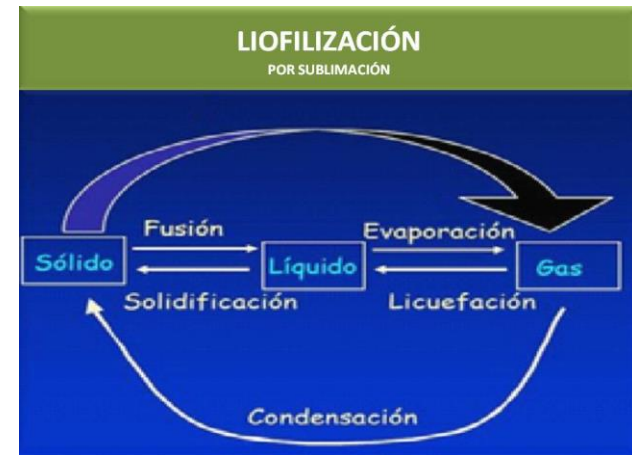 LIOFILIZACIÓN
POR SUBLIMACIÓN
Fusión
Evaporación
Sólido
Líquido
Gas
Solidificación
Licuefación
Condensación